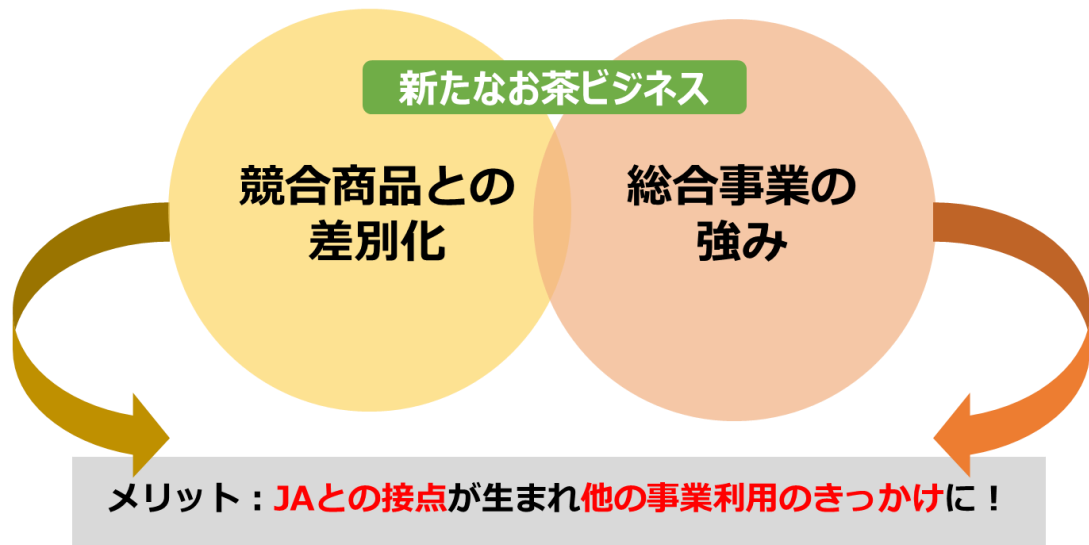 新たなお茶ビジネス
競合商品との
差別化
総合事業の
強み
メリット：JAとの接点が生まれ他の事業利用のきっかけに！